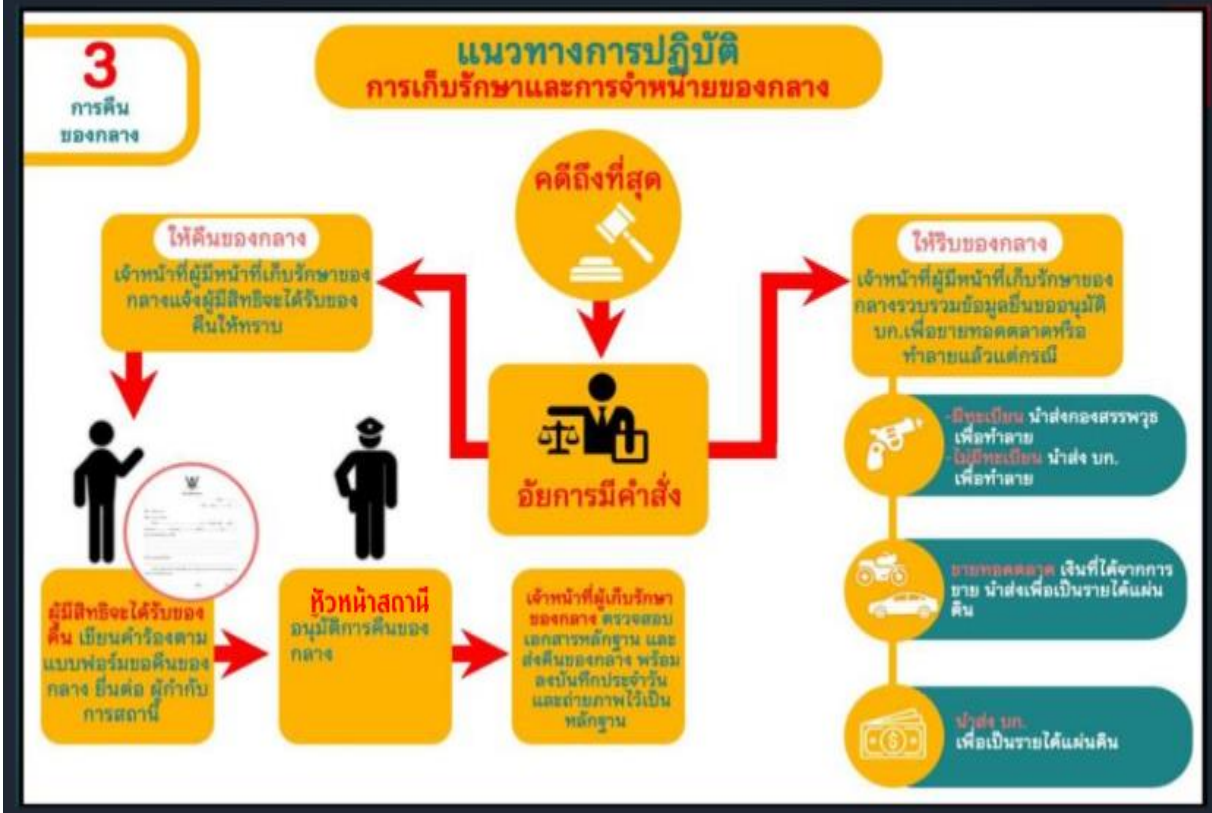 3
การคืน
ของกลาง
แนวทางการปฏิบัติ
การเก็บรักษาและการจำหน่ายของกลาง
คดีถึงที่สุด
ให้คืนของกลาง
เจ้าหน้าที่ผู้มีหน้าที่เก็บรักษาของ
กลางแจ้งผู้มีสิทธิจะได้รับของ
คืนให้ทราบ
ให้ริบของกลาง
เจ้าหน้าที่ผู้มีหน้าที่เก็บรักษาของ
กลางรวบรวมข้อมูลยื่นขออนุมัติ
บก.เพื่อขายทอดตลาดหรือ
ทำลายแล้วแต่กรณี
อัยการมีคำสั่ง
-มีทะเบียน นำส่งกองสรรพวุธ
เพื่อทำลาย
-ไม่มีทะเบียน นำส่ง บก.
เพื่อทำลาย
ขายทอดตลาด เงินที่ได้จากการ
ขาย นำส่งเพื่อเป็นรายได้แผ่น
ดิน
นำส่ง บก.
เพื่อเป็นรายได้แผ่นดิน
ผู้มีสิทธิจะได้รับของ
คืน เขียนคำร้องตาม
แบบฟอร์มขอคืนของ
กลาง ยื่นต่อ ผู้กำกับ
การสถานี
หัวหน้าสถานี
อนุมัติการคืนของ
กลาง
เจ้าหน้าที่ผู้เก็บรักษา
ของกลาง ตรวจสอบ
เอกสารหลักฐาน และ
ส่งคืนของกลาง พร้อม
ลงบันทึกประจำวัน
และถ่ายภาพไว้เป็น
หลักฐาน